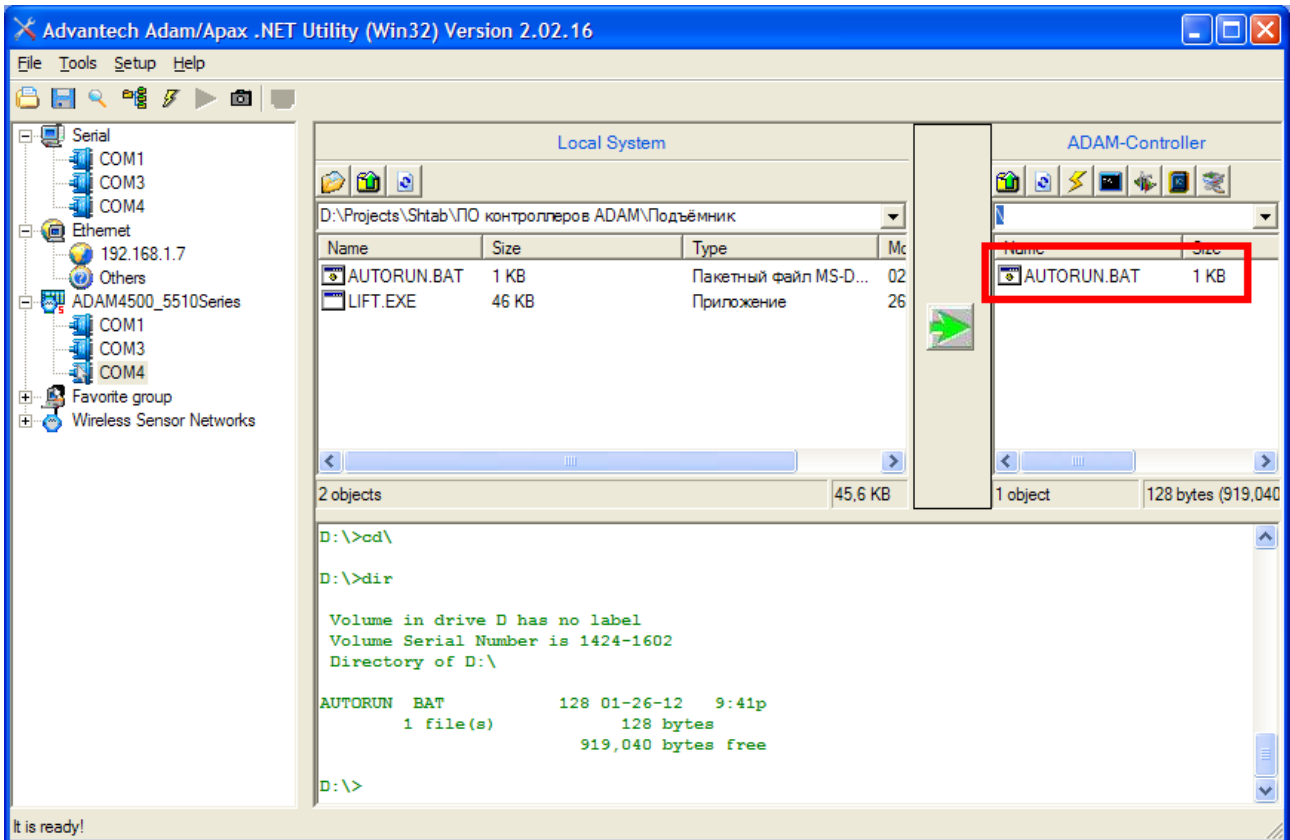 Advantech Adam/Apax .NET Utility (Win32) Version 2.02.16
File Tools Setup Help
Serial
COM1
COM3
COM4
Ethernet
192.168.1.7
Others
ADAM4500_5510Series
COM1
COM3
COM4
Favorite group
Wireless Sensor Networks
Local System
D:\Projects\Shtab\ПО контроллеров ADAM\Подъёмник
Name Size Type Mo
AUTORUN.BAT 1 KB Пакетный файл MS-D... 02
LIFT.EXE 46 KB Приложение 26
2 objects 45,6 KB
ADAM-Controller
\
Name Size
AUTORUN.BAT 1 KB
1 object 128 bytes (919,040
D:\>cd\
D:\>dir
Volume in drive D has no label
Volume Serial Number is 1424-1602
Directory of D:\
AUTORUN BAT 128 01-26-12 9:41p
1 file(s) 128 bytes
919,040 bytes free
D:\>
It is ready!